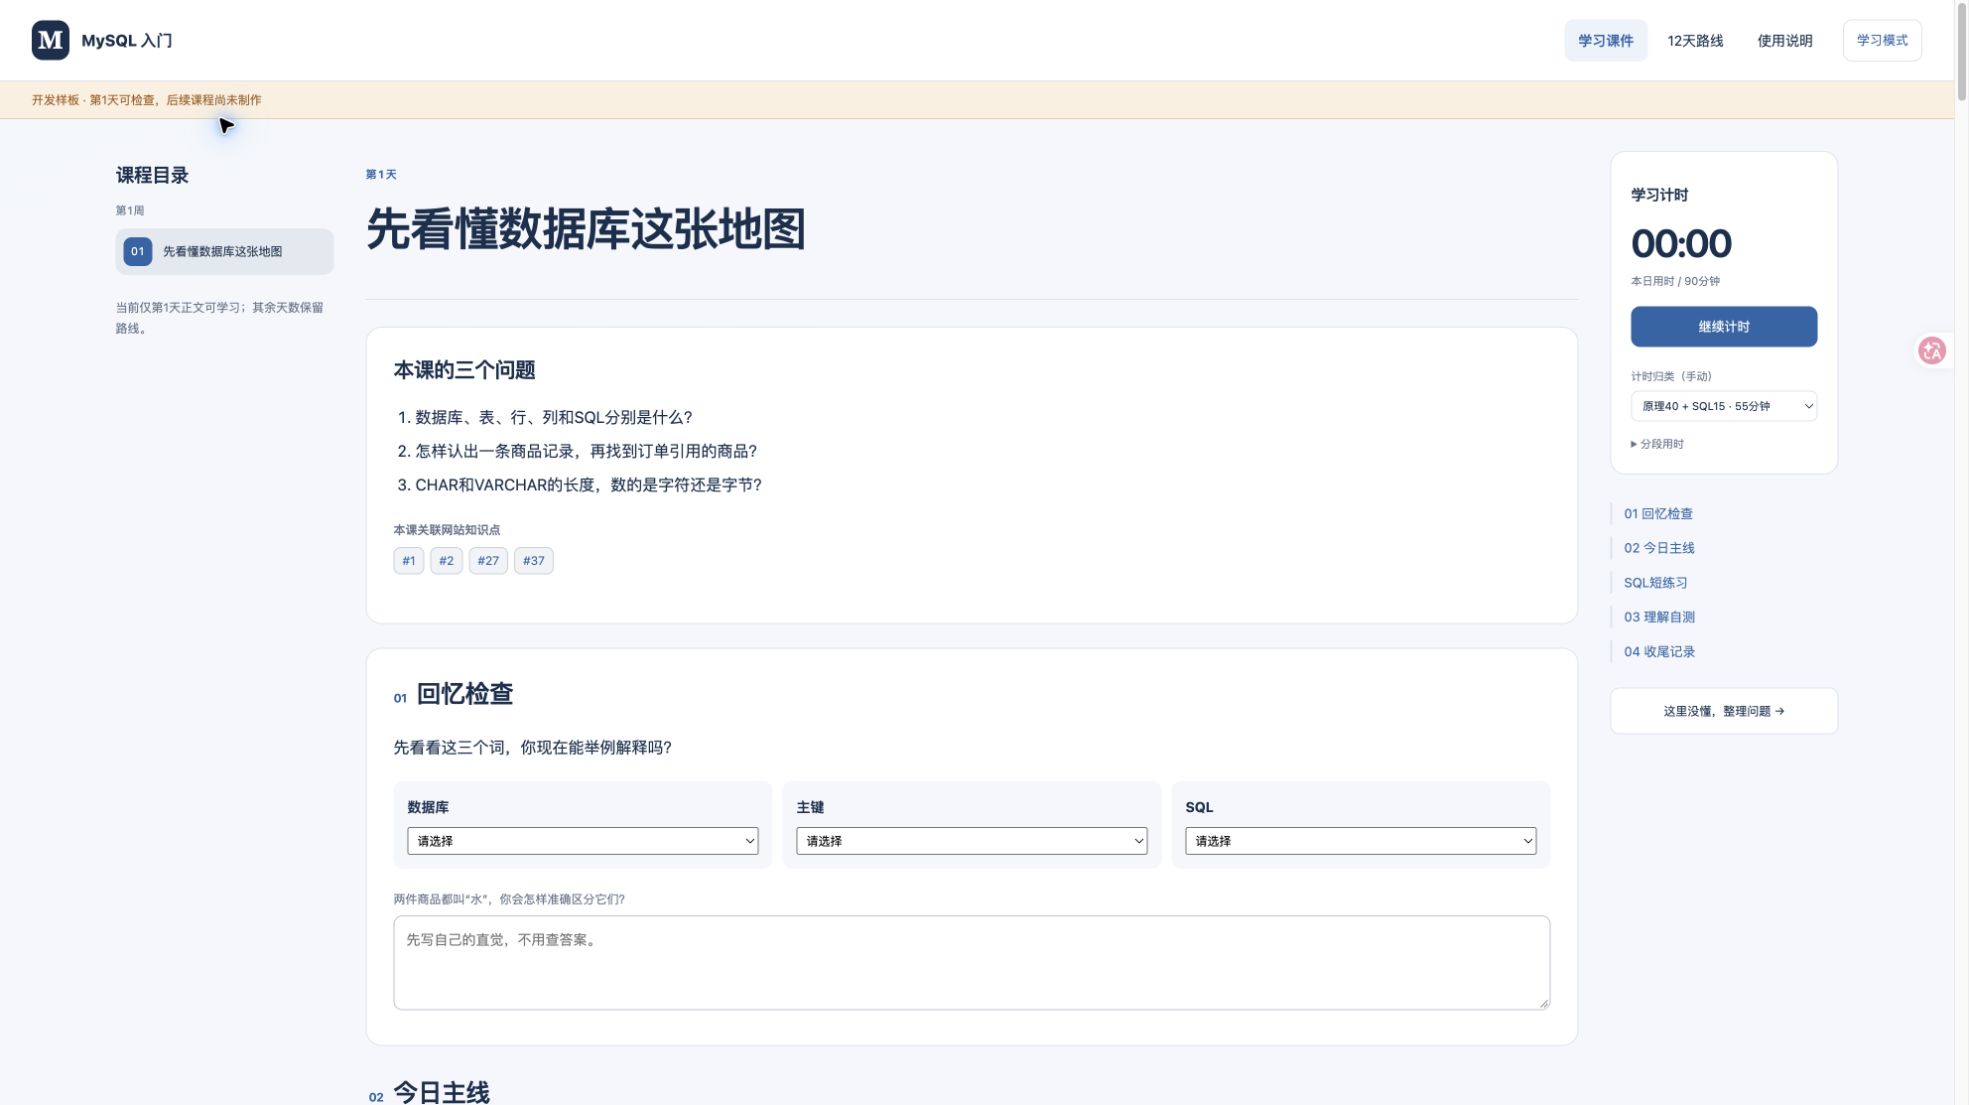 M MySQL 入门
学习课件 12天路线 使用说明 学习模式
开发样板 · 第1天可检查，后续课程尚未制作
课程目录
第1周
01 先看懂数据库这张地图
当前仅第1天正文可学习；其余天数保留
路线。
第1天
先看懂数据库这张地图
本课的三个问题
1. 数据库、表、行、列和SQL分别是什么？
2. 怎样认出一条商品记录，再找到订单引用的商品？
3. CHAR和VARCHAR的长度，数的是字符还是字节？
本课关联网站知识点
#1 #2 #27 #37
01 回忆检查
先看看这三个词，你现在能举例解释吗？
数据库 主键 SQL
请选择 请选择 请选择
两件商品都叫“水”，你会怎样准确区分它们？
先写自己的直觉，不用查答案。
02 今日主线
学习计时
00:00
本日用时 / 90分钟
继续计时
计时归类（手动）
原理40 + SQL15 · 55分钟
▶ 分段用时
01 回忆检查
02 今日主线
SQL短练习
03 理解自测
04 收尾记录
这里没懂，整理问题 →